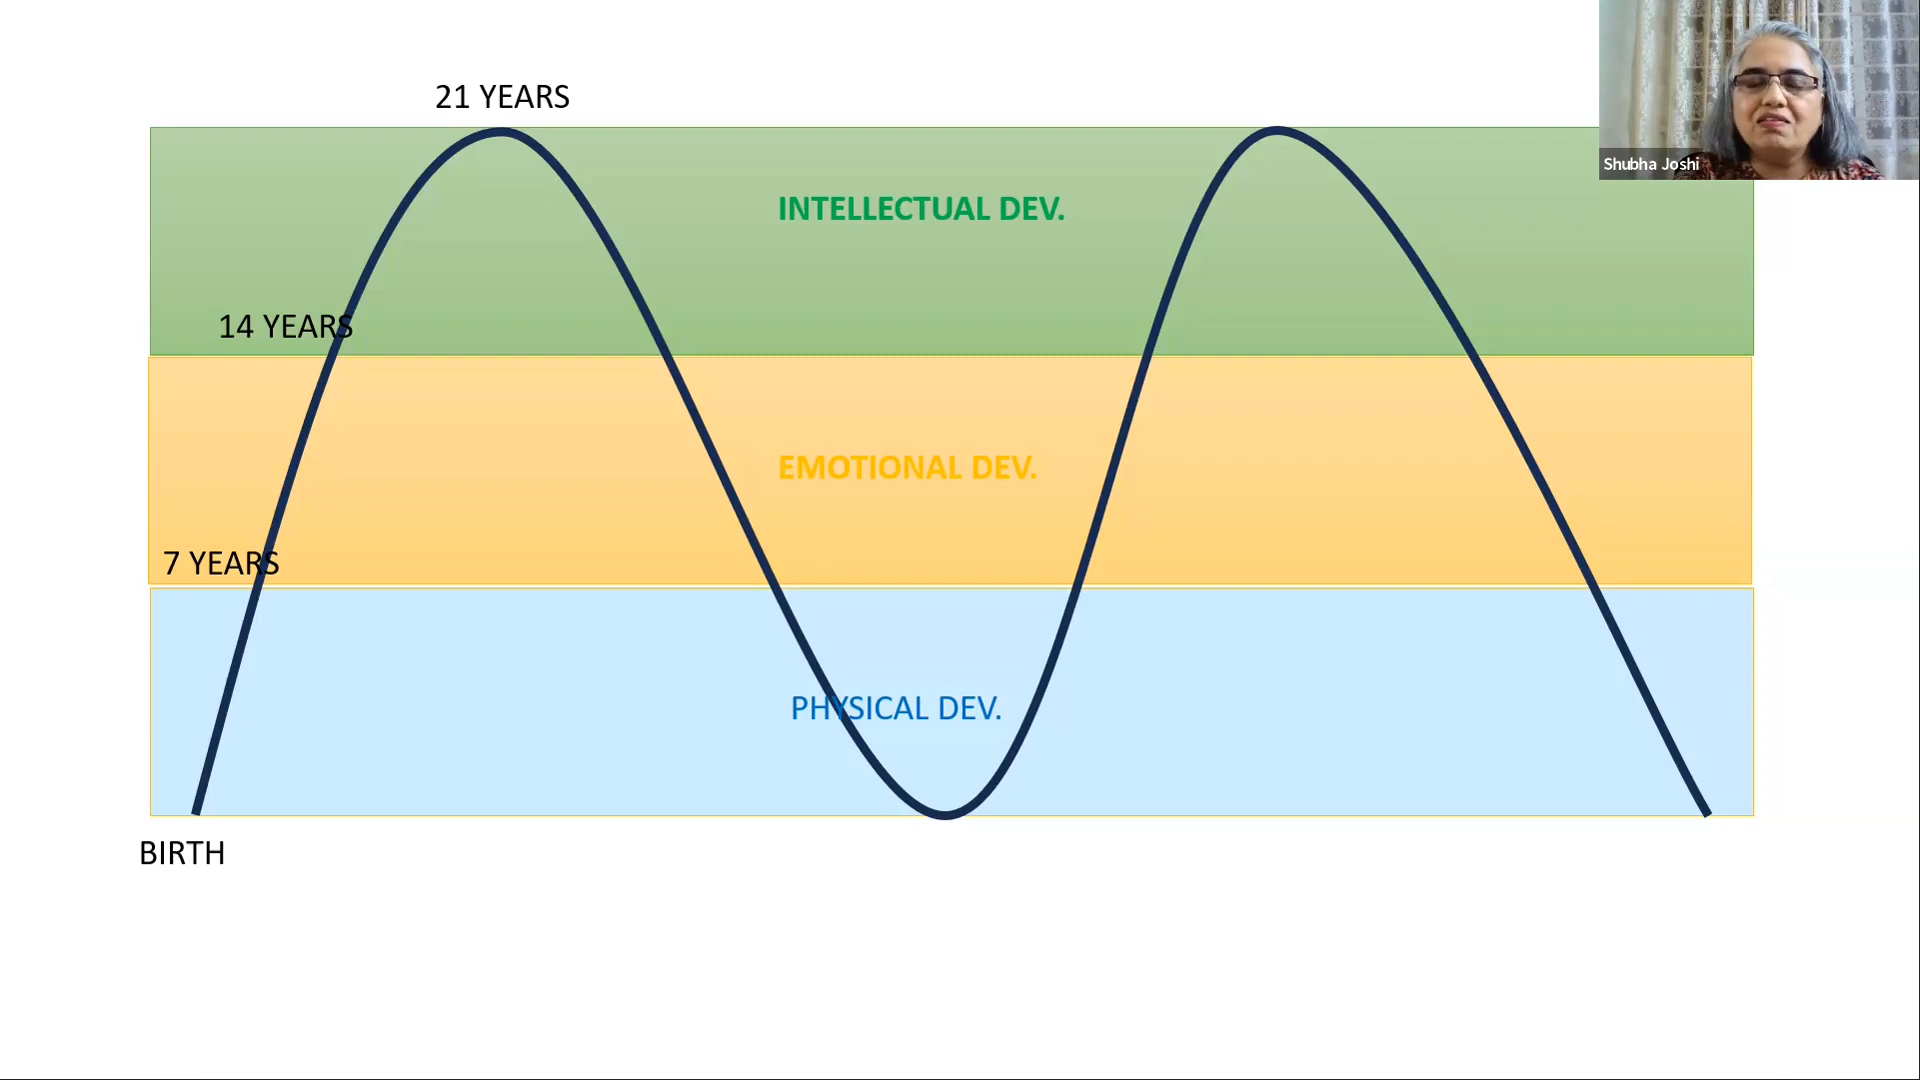 21 YEARS
Shubha Joshi
INTELLECTUAL DEV.
14 YEARS
EMOTIONAL DEV.
7 YEARS
PHYSICAL DEV.
BIRTH